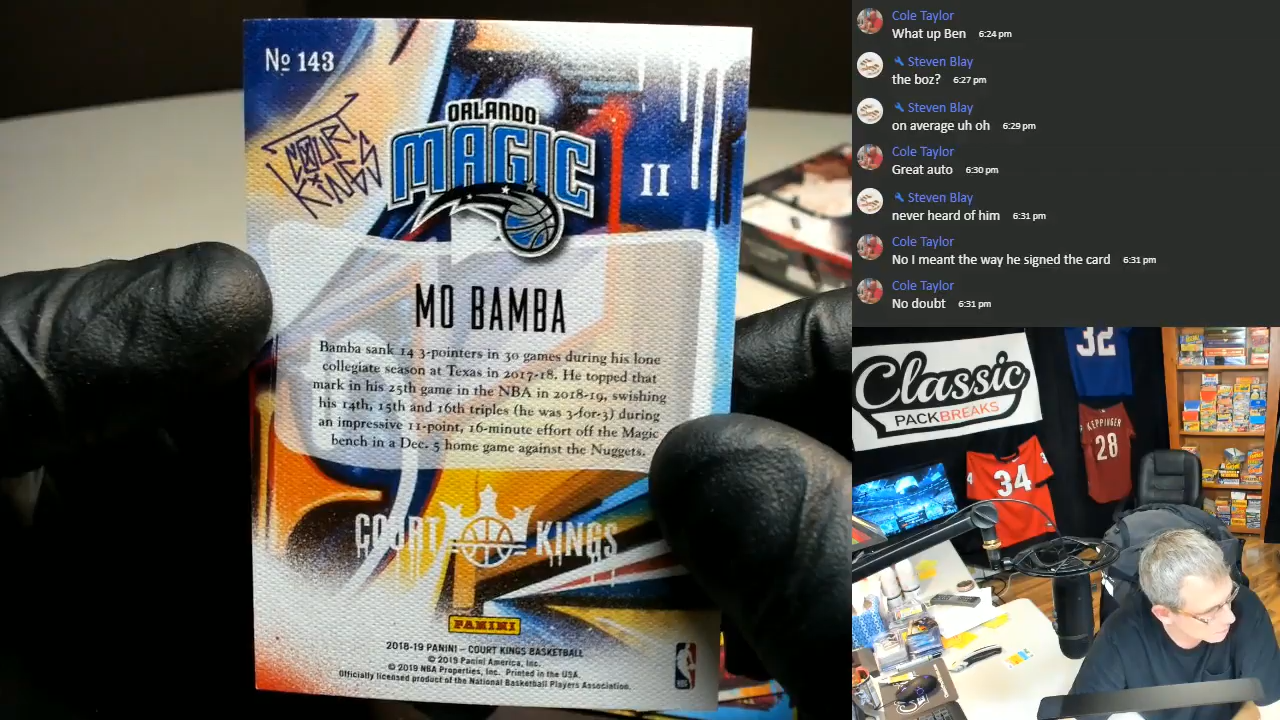 Nº 143
COURT KINGS
ORLANDO
MAGIC
II
MO BAMBA
Bamba sank 14 3-pointers in 30 games during his lone
collegiate season at Texas in 2017-18. He topped that
mark in his 25th game in the NBA in 2018-19, swishing
his 14th, 15th and 16th triples (he was 3-for-3) during
an impressive 11-point, 16-minute effort off the Magic
bench in a Dec. 5 home game against the Nuggets.
COURT KINGS
PANINI
2018-19 PANINI – COURT KINGS BASKETBALL
© 2019 Panini America, Inc.
© 2019 NBA Properties, Inc. Printed in the USA.
Officially licensed product of the National Basketball Players Association.
Cole Taylor
What up Ben 6:24 pm
Steven Blay
the boz? 6:27 pm
Steven Blay
on average uh oh 6:29 pm
Cole Taylor
Great auto 6:30 pm
Steven Blay
never heard of him 6:31 pm
Cole Taylor
No I meant the way he signed the card 6:31 pm
Cole Taylor
No doubt 6:31 pm
Classic
PACKBREAKS
32
KEPPINGER
28
34